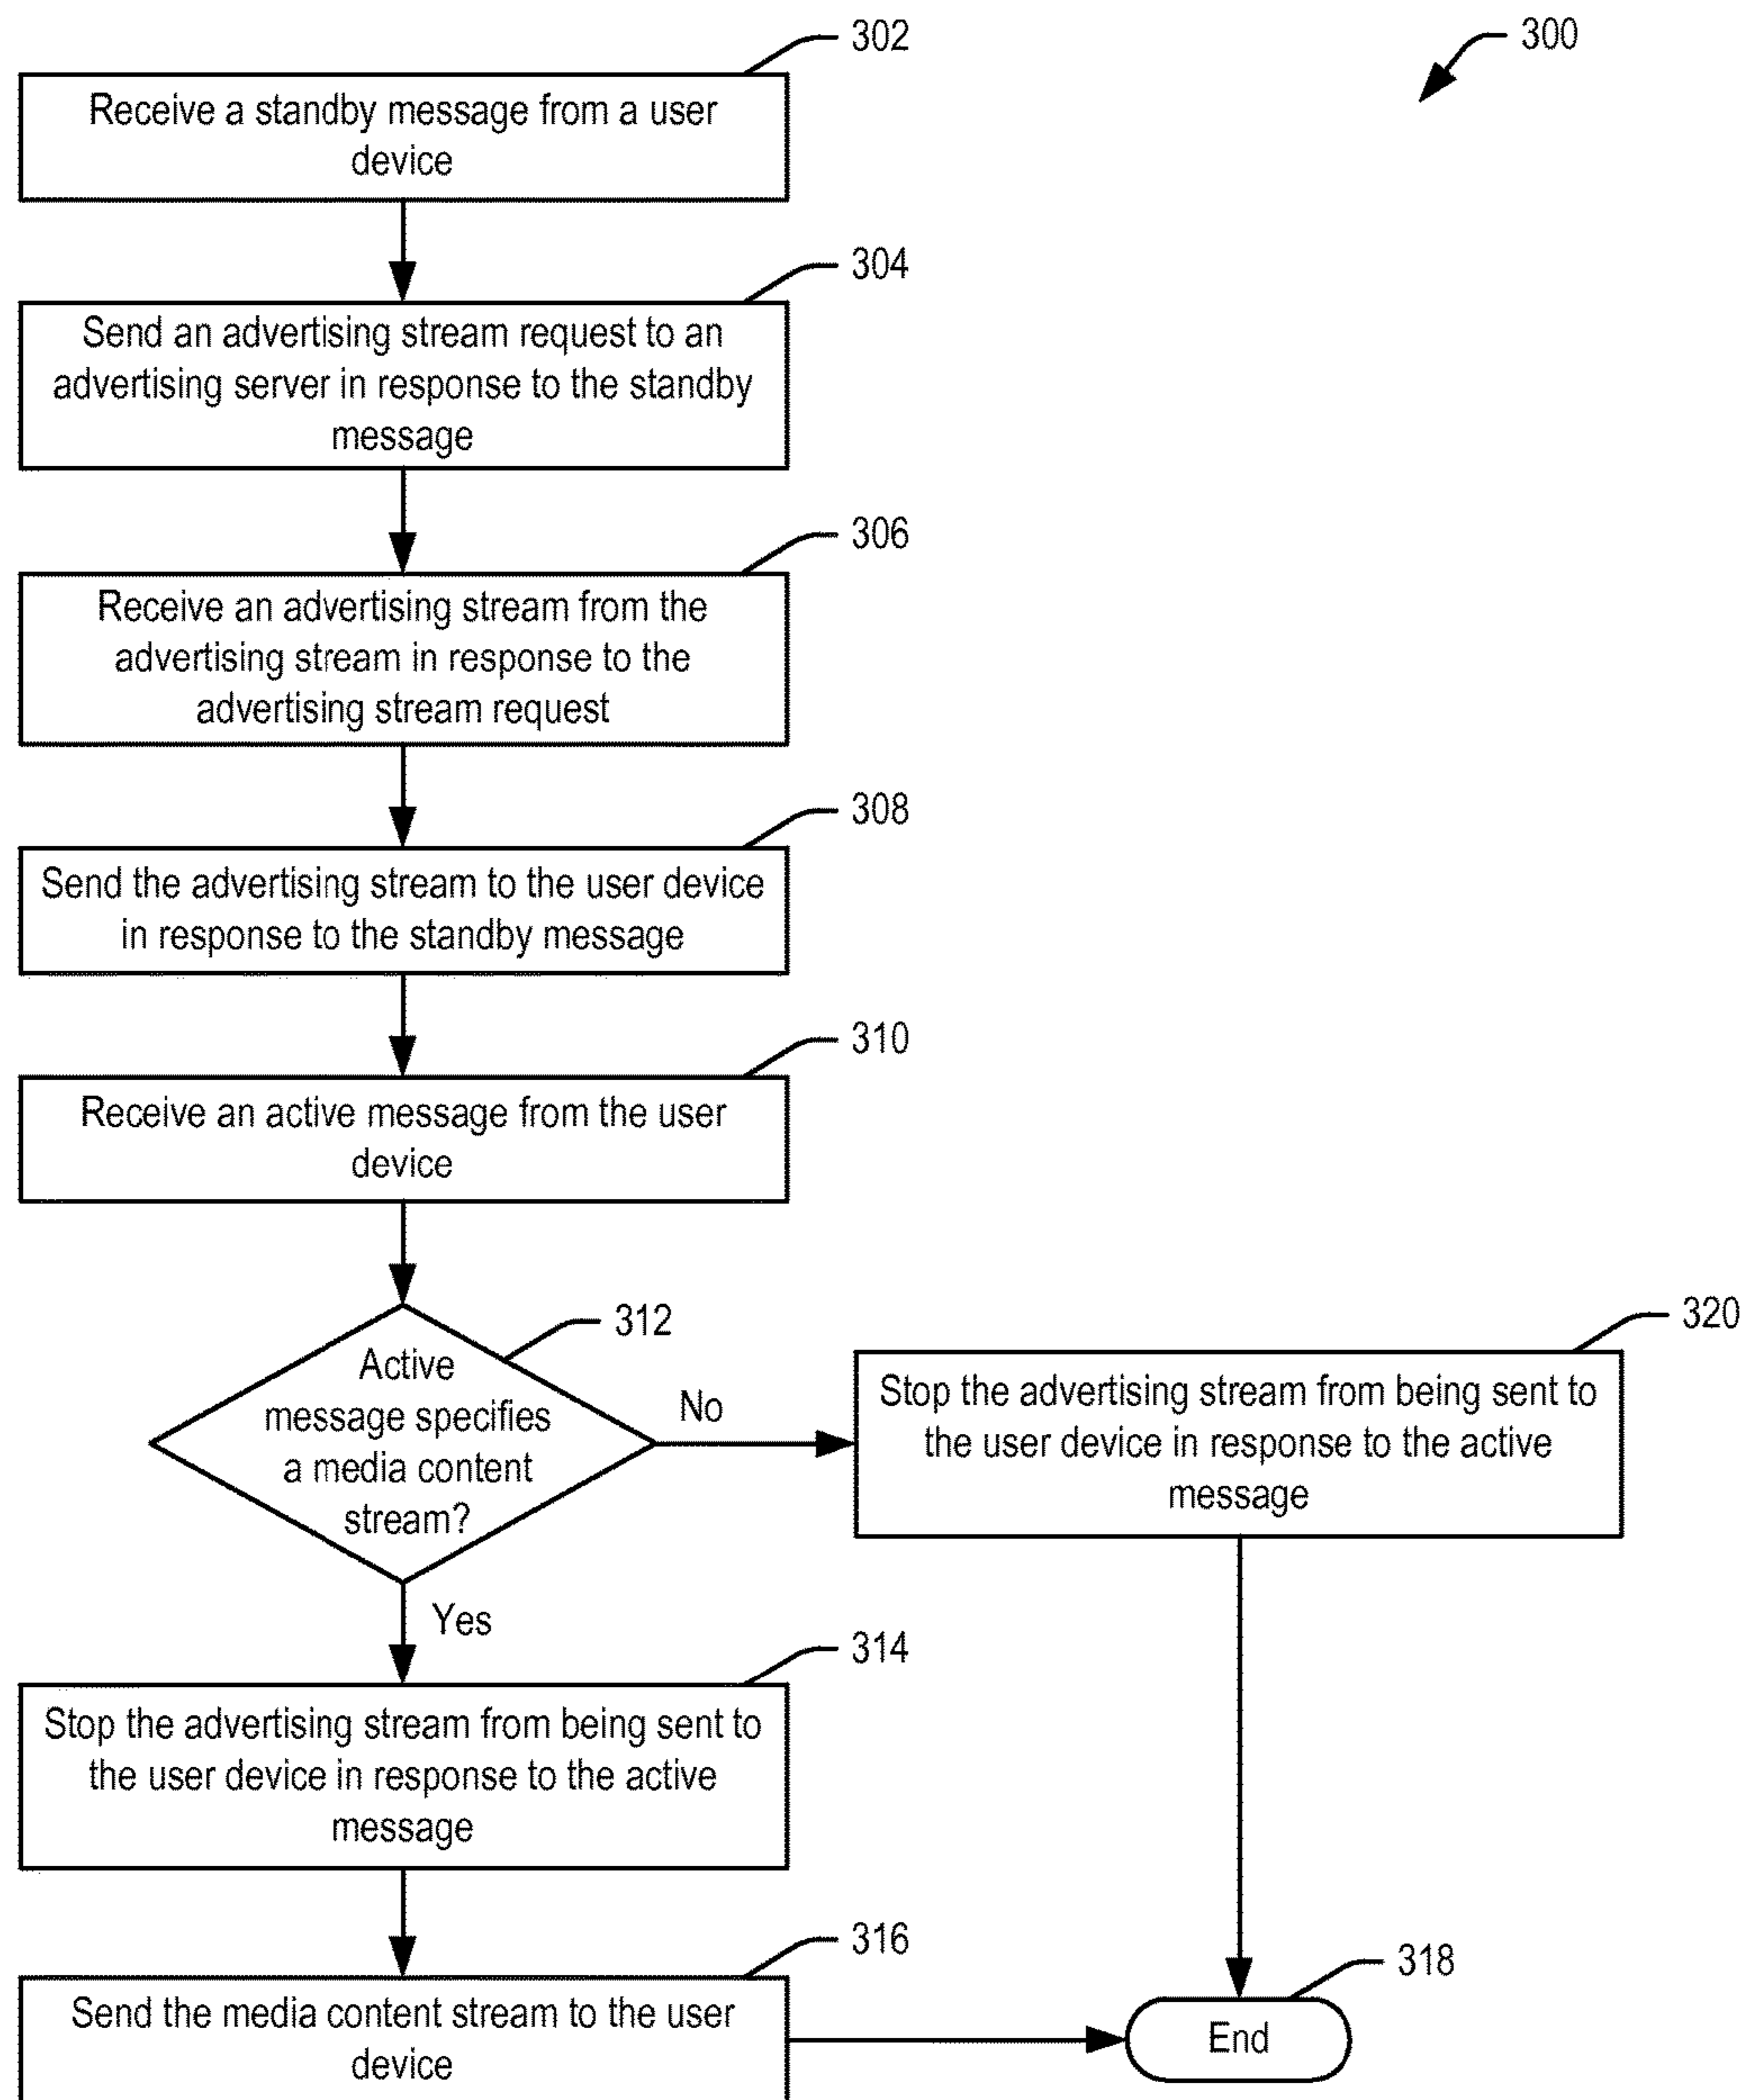 302
300
Receive a standby message from a user
device
304
Send an advertising stream request to an
advertising server in response to the standby
message
306
Receive an advertising stream from the
advertising stream in response to the
advertising stream request
308
Send the advertising stream to the user device
in response to the standby message
310
Receive an active message from the user
device
312
Active
message specifies
a media content
stream?
No
Yes
320
Stop the advertising stream from being sent to
the user device in response to the active
message
314
Stop the advertising stream from being sent to
the user device in response to the active
message
316
Send the media content stream to the user
device
318
End